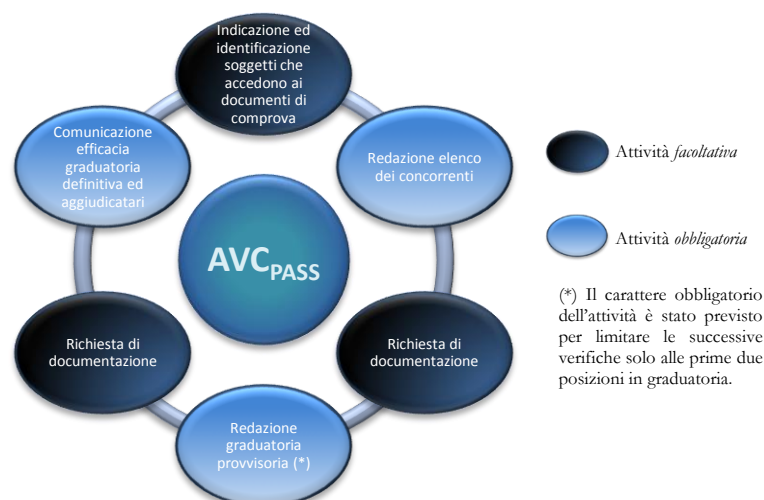 Indicazione ed
identificazione
soggetti che
accedono ai
documenti di
comprova
Redazione elenco
dei concorrenti
Richiesta di
documentazione
Redazione
graduatoria
provvisoria (*)
Richiesta di
documentazione
Comunicazione
efficacia
graduatoria
definitiva ed
aggiudicatari
AVCPASS
Attività facoltativa
Attività obbligatoria
(*) Il carattere obbligatorio
dell'attività è stato previsto
per limitare le successive
verifiche solo alle prime due
posizioni in graduatoria.